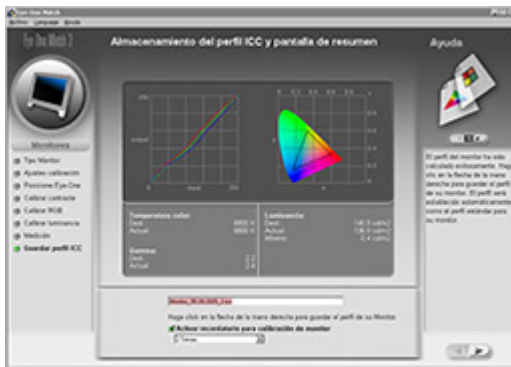 Eye-One Match
Archivo Language Ayuda
Eye-One Match 3
Almacenamiento del perfil ICC y pantalla de resumen
Ayuda
Monitores
Tipo Monitor
Ajustes calibración
Posicione Eye-One
Calibrar contraste
Calibrar RGB
Calibrar luminancia
Medición
Guardar perfil ICC
Temperatura color:
Actual
Gamma:
Actual
Luminancia:
Actual
Mínimo
El perfil del monitor ha sido
calculado exitosamente. Haga
clic en la flecha de la mano
derecha para guardar el perfil
de su monitor. El perfil será
establecido automáticamente
como el perfil estándar para
su monitor.
Haga click en la flecha de la mano derecha para guardar el perfil de su Monitor.
Activar recordatorio para calibración de monitor